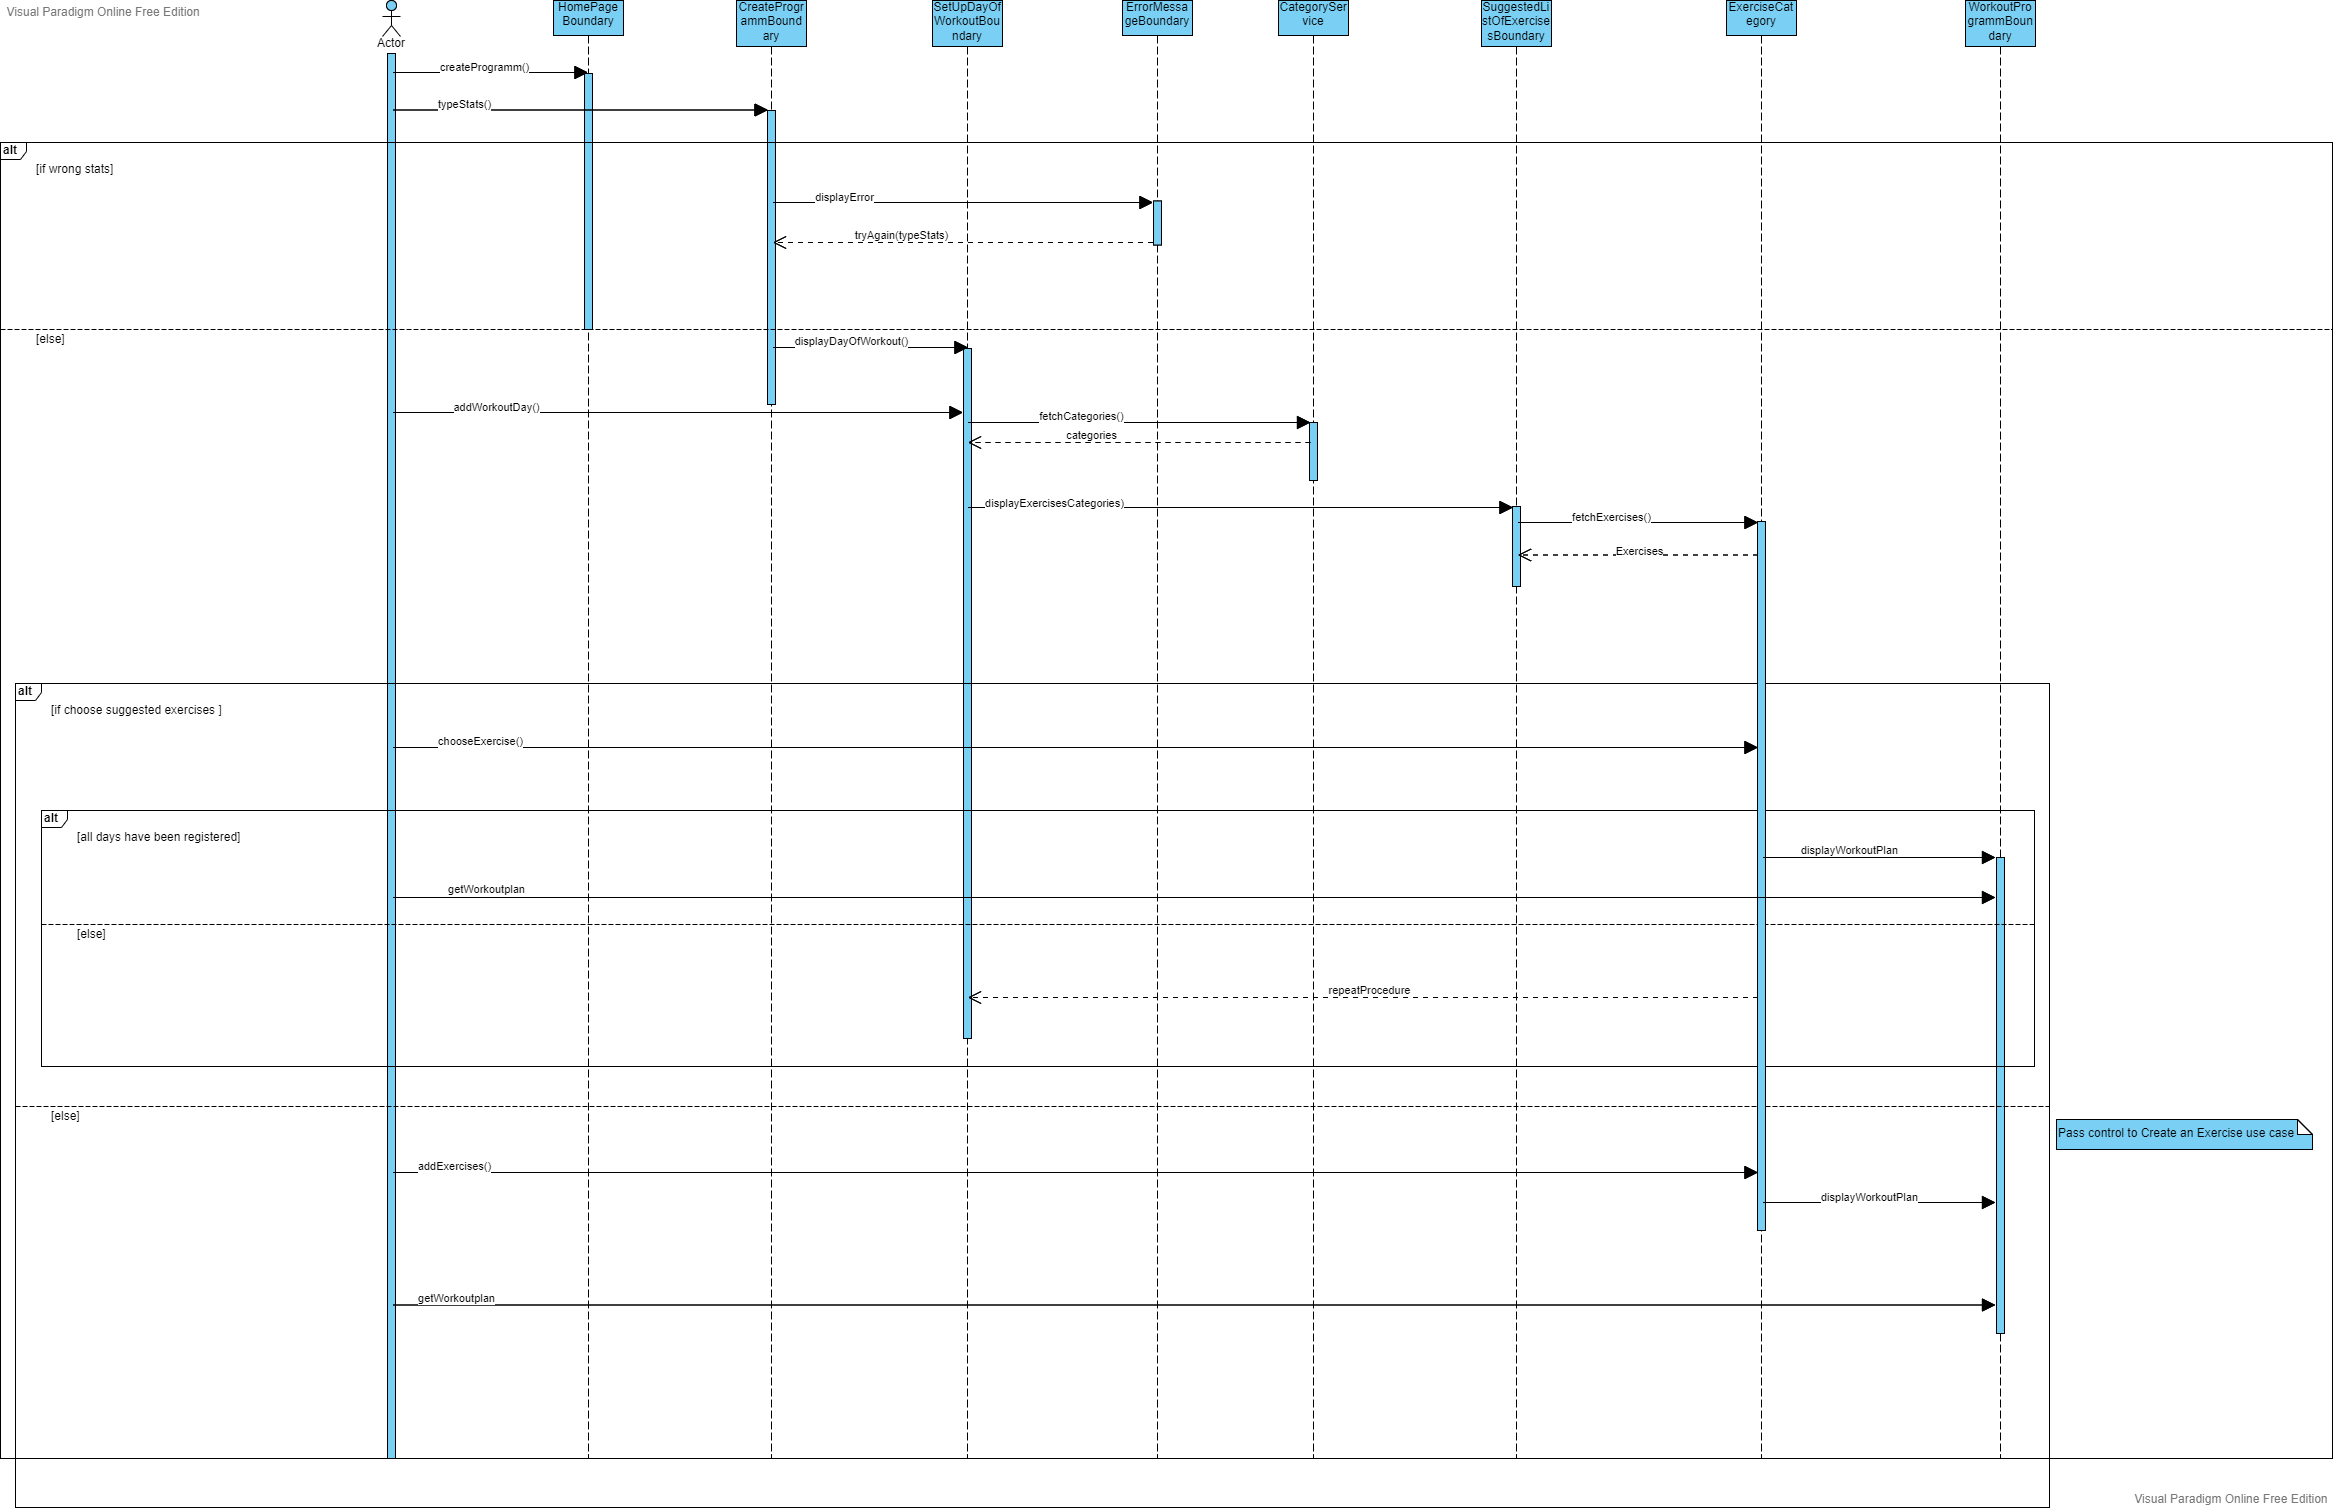 Visual Paradigm Online Free Edition
Actor
HomePage
Boundary
CreateProgr
ammBound
ary
SetUpDayOf
WorkoutBou
ndary
ErrorMessa
geBoundary
CategorySer
vice
SuggestedLi
stOfExercise
sBoundary
ExerciseCat
egory
WorkoutPro
grammBoun
dary
createProgramm()
typeStats()
alt
[if wrong stats]
displayError
tryAgain(typeStats)
[else]
displayDayOfWorkout()
addWorkoutDay()
fetchCategories()
categories
displayExercisesCategories)
fetchExercises()
Exercises
alt
[if choose suggested exercises ]
chooseExercise()
alt
[all days have been registered]
displayWorkoutPlan
getWorkoutplan
[else]
repeatProcedure
[else]
Pass control to Create an Exercise use case
addExercises()
displayWorkoutPlan
getWorkoutplan
Visual Paradigm Online Free Edition